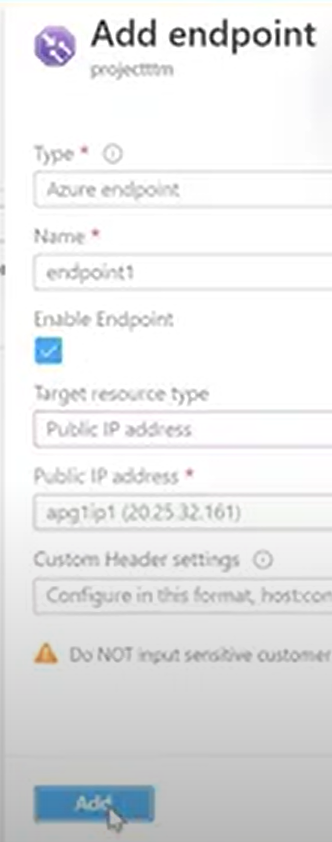 Add endpoint
projectttm
Type *
Azure endpoint
Name *
endpoint1
Enable Endpoint
Target resource type
Public IP address
Public IP address *
apg1ip1 (20.25.32.161)
Custom Header settings
Configure in this format, host:con
Do NOT input sensitive customer
Add